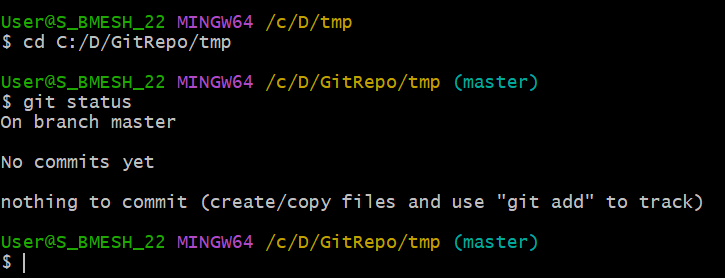 User@S_BMESH_22 MINGW64 /c/D/tmp
$ cd C:/D/GitRepo/tmp
User@S_BMESH_22 MINGW64 /c/D/GitRepo/tmp (master)
$ git status
On branch master
No commits yet
nothing to commit (create/copy files and use "git add" to track)
User@S_BMESH_22 MINGW64 /c/D/GitRepo/tmp (master)
$